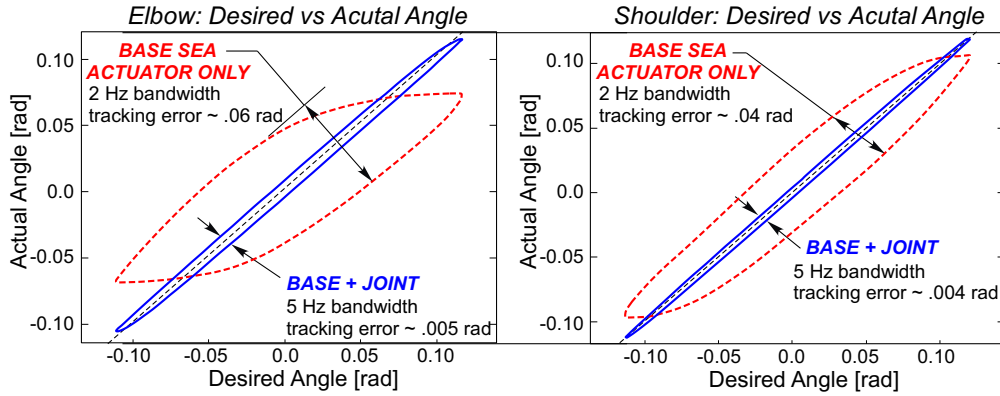 Elbow: Desired vs Acutal Angle
0.10
0.05
0.0
-0.05
-0.10
Actual Angle [rad]
BASE SEA
ACTUATOR ONLY
2 Hz bandwidth
tracking error ~ .06 rad
BASE + JOINT
5 Hz bandwidth
tracking error ~.005 rad
-0.10
-0.05
0.0
0.05
0.10
Desired Angle [rad]
Shoulder: Desired vs Acutal Angle
0.10
0.05
0.0
-0.05
-0.10
Actual Angle [rad]
BASE SEA
ACTUATOR ONLY
2 Hz bandwidth
tracking error ~ .04 rad
BASE + JOINT
5 Hz bandwidth
tracking error ~ .004 rad
-0.10
-0.05
0.0
0.05
0.10
Desired Angle [rad]